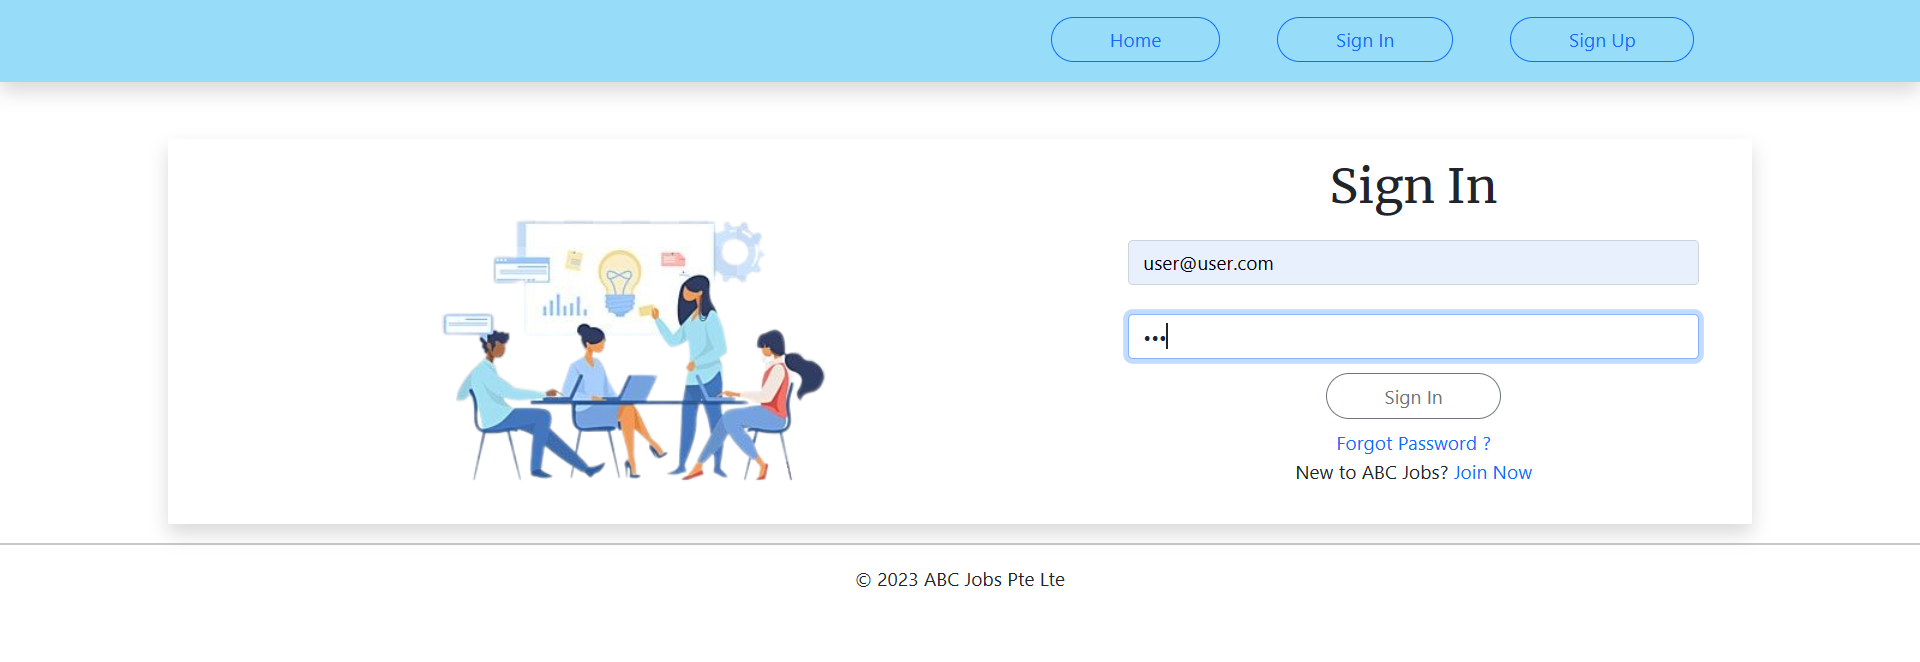 Home
Sign In
Sign Up
Sign In
user@user.com
•••
Sign In
Forgot Password ?
New to ABC Jobs? Join Now
© 2023 ABC Jobs Pte Lte